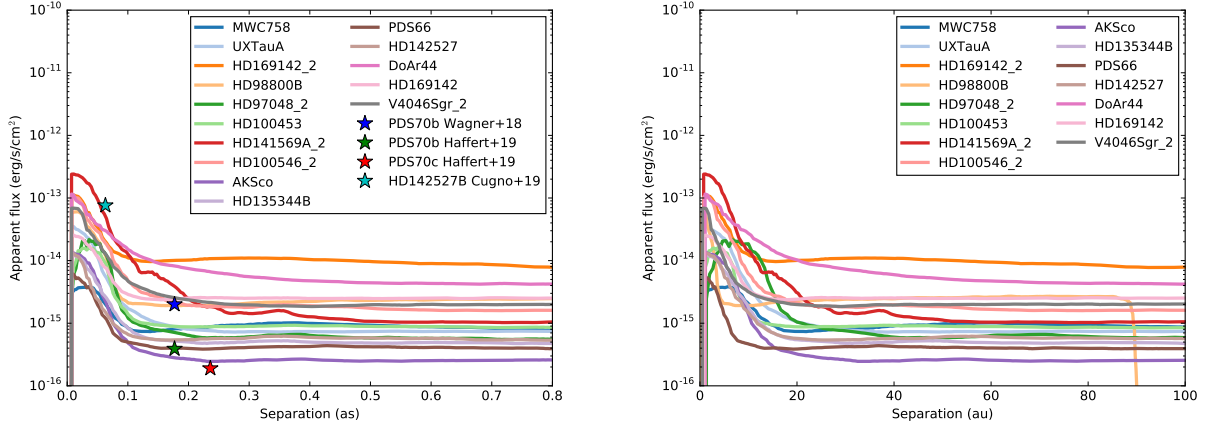 10⁻¹⁰
10⁻¹¹
10⁻¹²
10⁻¹³
10⁻¹⁴
10⁻¹⁵
10⁻¹⁶
Apparent flux (erg/s/cm²)
0.0 0.1 0.2 0.3 0.4 0.5 0.6 0.7 0.8
Separation (as)
MWC758
UXTauA
HD169142_2
HD98800B
HD97048_2
HD100453
HD141569A_2
HD100546_2
AKSco
HD135344B
PDS66
HD142527
DoAr44
HD169142
V4046Sgr_2
PDS70b Wagner+18
PDS70b Haffert+19
PDS70c Haffert+19
HD142527B Cugno+19
10⁻¹⁰
10⁻¹¹
10⁻¹²
10⁻¹³
10⁻¹⁴
10⁻¹⁵
10⁻¹⁶
Apparent flux (erg/s/cm²)
0 20 40 60 80 100
Separation (au)
MWC758
UXTauA
HD169142_2
HD98800B
HD97048_2
HD100453
HD141569A_2
HD100546_2
AKSco
HD135344B
PDS66
HD142527
DoAr44
HD169142
V4046Sgr_2